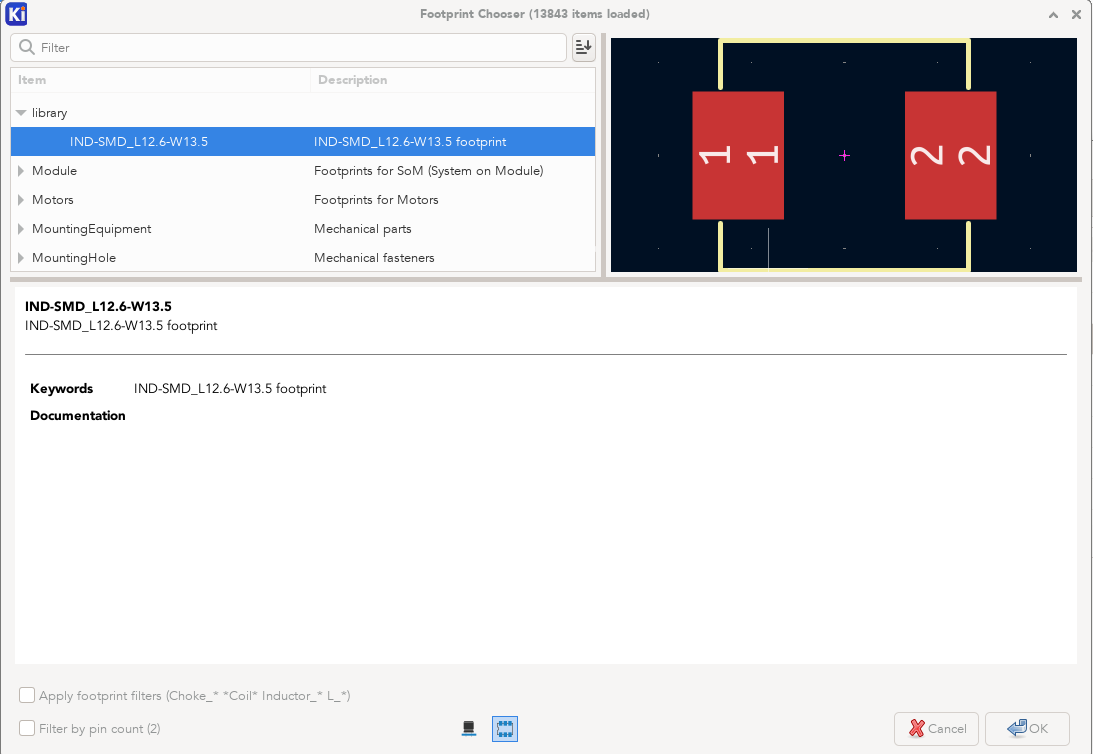 Ki
Footprint Chooser (13843 items loaded)
Filter
Item Description
library
IND-SMD_L12.6-W13.5 IND-SMD_L12.6-W13.5 footprint
Module Footprints for SoM (System on Module)
Motors Footprints for Motors
MountingEquipment Mechanical parts
MountingHole Mechanical fasteners
1 1 2 2
IND-SMD_L12.6-W13.5
IND-SMD_L12.6-W13.5 footprint
Keywords IND-SMD_L12.6-W13.5 footprint
Documentation
Apply footprint filters (Choke_* *Coil* Inductor_* L_*)
Filter by pin count (2)
Cancel OK